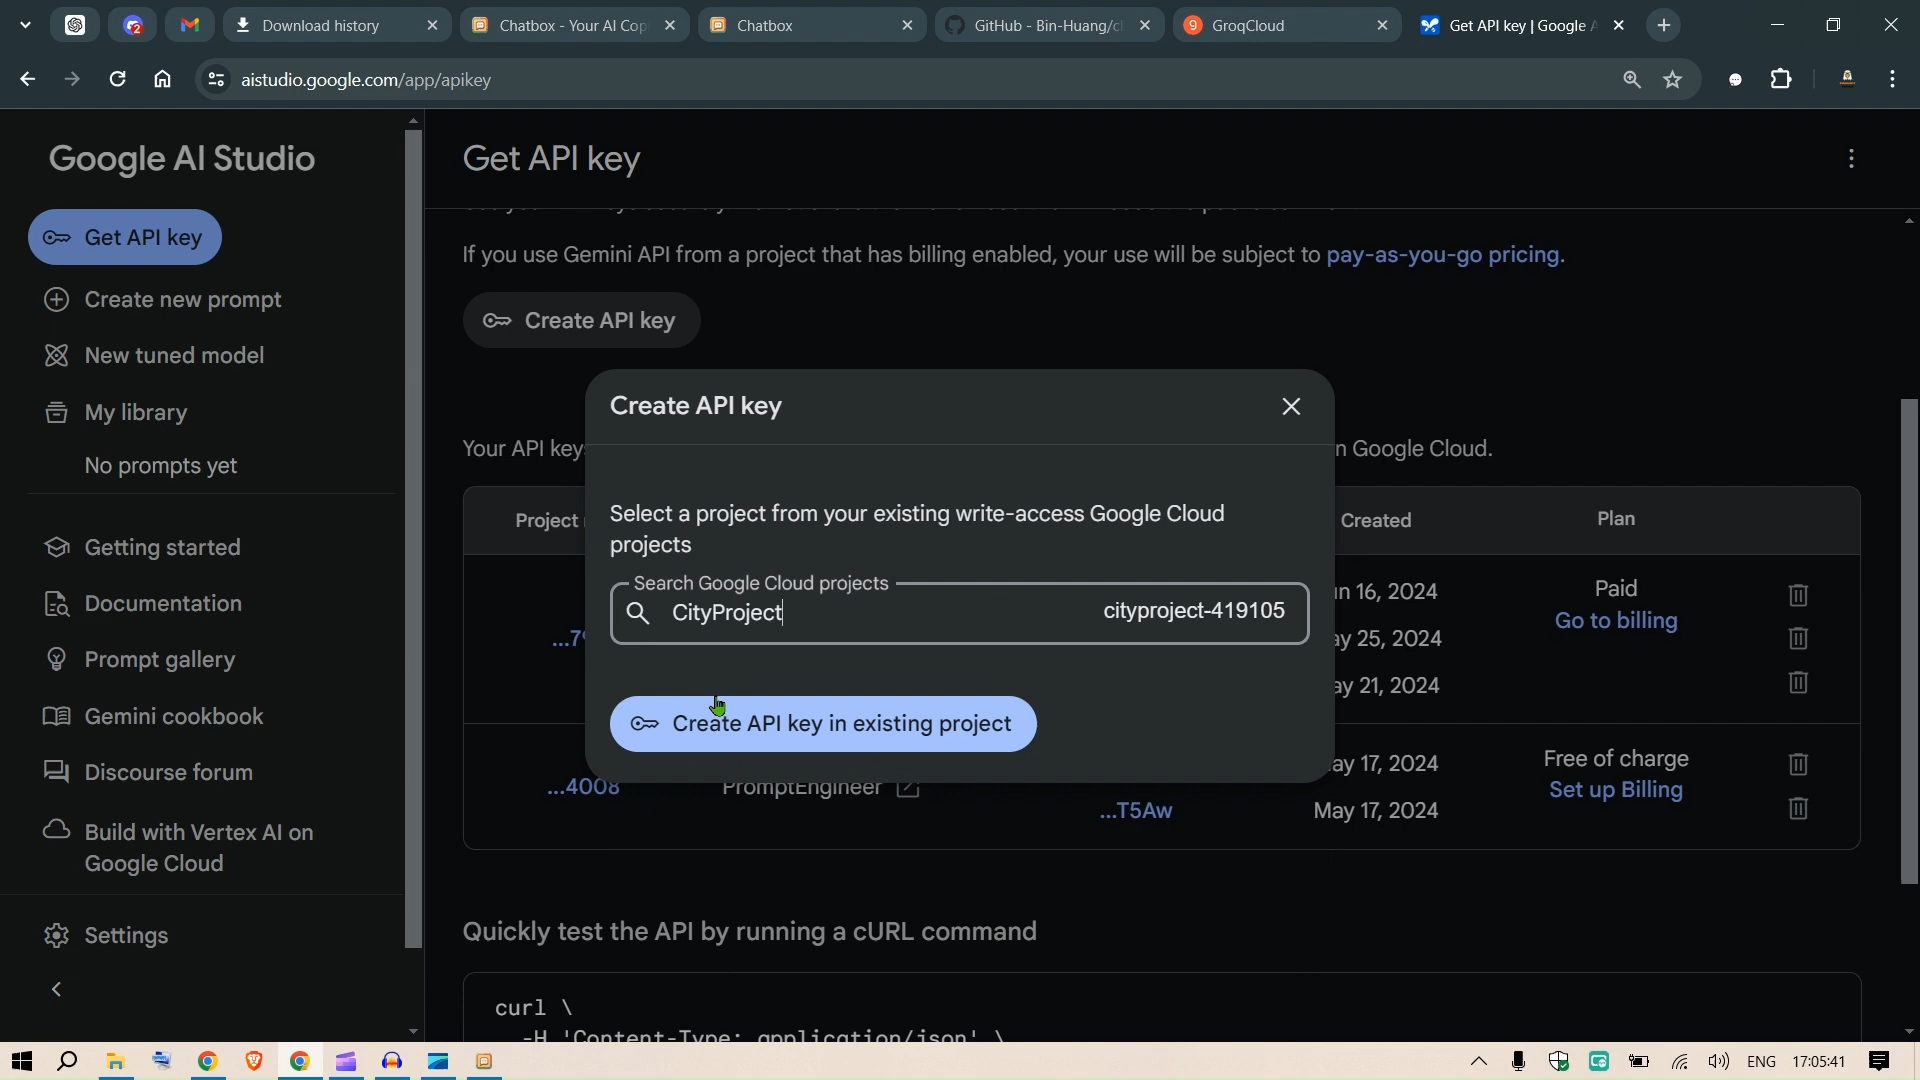 Download history
Chatbox - Your AI Cop
Chatbox
GitHub - Bin-Huang/c
GroqCloud
Get API key | Google A
aistudio.google.com/app/apikey
Google AI Studio
Get API key
Create new prompt
New tuned model
My library
No prompts yet
Getting started
Documentation
Prompt gallery
Gemini cookbook
Discourse forum
Build with Vertex AI on
Google Cloud
Settings
Get API key
If you use Gemini API from a project that has billing enabled, your use will be subject to pay-as-you-go pricing.
Create API key
Your API key
n Google Cloud.
Project
Created
Plan
Create API key
Select a project from your existing write-access Google Cloud
projects
Search Google Cloud projects
CityProject
cityproject-419105
Create API key in existing project
...7
n 16, 2024
Paid
Go to billing
ay 25, 2024
ay 21, 2024
...4008
PromptEngineer
ay 17, 2024
Free of charge
Set up Billing
...T5Aw
May 17, 2024
Quickly test the API by running a cURL command
curl \
-H 'Content-Type: application/json' \
ENG
17:05:41